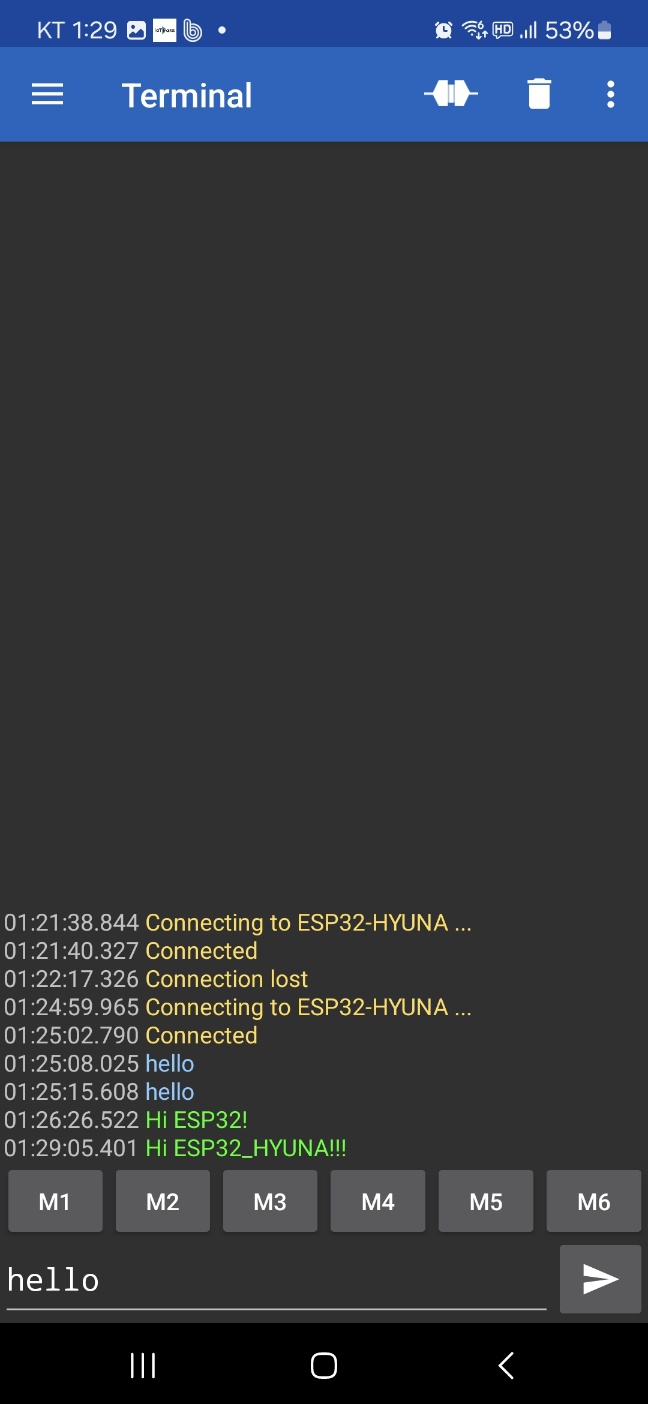 KT 1:29 HD 53%
Terminal
01:21:38.844 Connecting to ESP32-HYUNA ...
01:21:40.327 Connected
01:22:17.326 Connection lost
01:24:59.965 Connecting to ESP32-HYUNA ...
01:25:02.790 Connected
01:25:08.025 hello
01:25:15.608 hello
01:26:26.522 Hi ESP32!
01:29:05.401 Hi ESP32_HYUNA!!!
M1 M2 M3 M4 M5 M6
hello